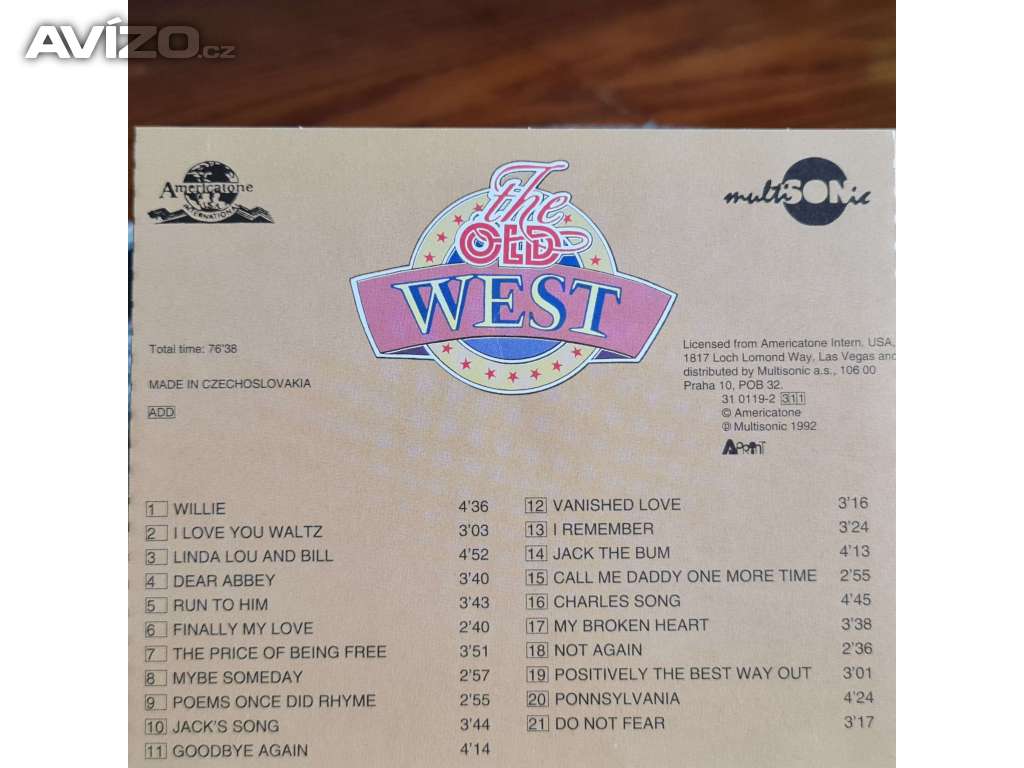 AVÍZO.cz
Americatone
INTERNATIONAL
The
OLD
WEST
multiSONic
Total time: 76'38
MADE IN CZECHOSLOVAKIA
ADD
Licensed from Americatone Intern. USA,
1817 Loch Lomond Way, Las Vegas and
distributed by Multisonic a.s., 106 00
Praha 10, POB 32.
31 0119-2 311
© Americatone
℗ Multisonic 1992
APRINT
1 WILLIE 4'36
2 I LOVE YOU WALTZ 3'03
3 LINDA LOU AND BILL 4'52
4 DEAR ABBEY 3'40
5 RUN TO HIM 3'43
6 FINALLY MY LOVE 2'40
7 THE PRICE OF BEING FREE 3'51
8 MYBE SOMEDAY 2'57
9 POEMS ONCE DID RHYME 2'55
10 JACK'S SONG 3'44
11 GOODBYE AGAIN 4'14
12 VANISHED LOVE 3'16
13 I REMEMBER 3'24
14 JACK THE BUM 4'13
15 CALL ME DADDY ONE MORE TIME 2'55
16 CHARLES SONG 4'45
17 MY BROKEN HEART 3'38
18 NOT AGAIN 2'36
19 POSITIVELY THE BEST WAY OUT 3'01
20 PONNSYLVANIA 4'24
21 DO NOT FEAR 3'17